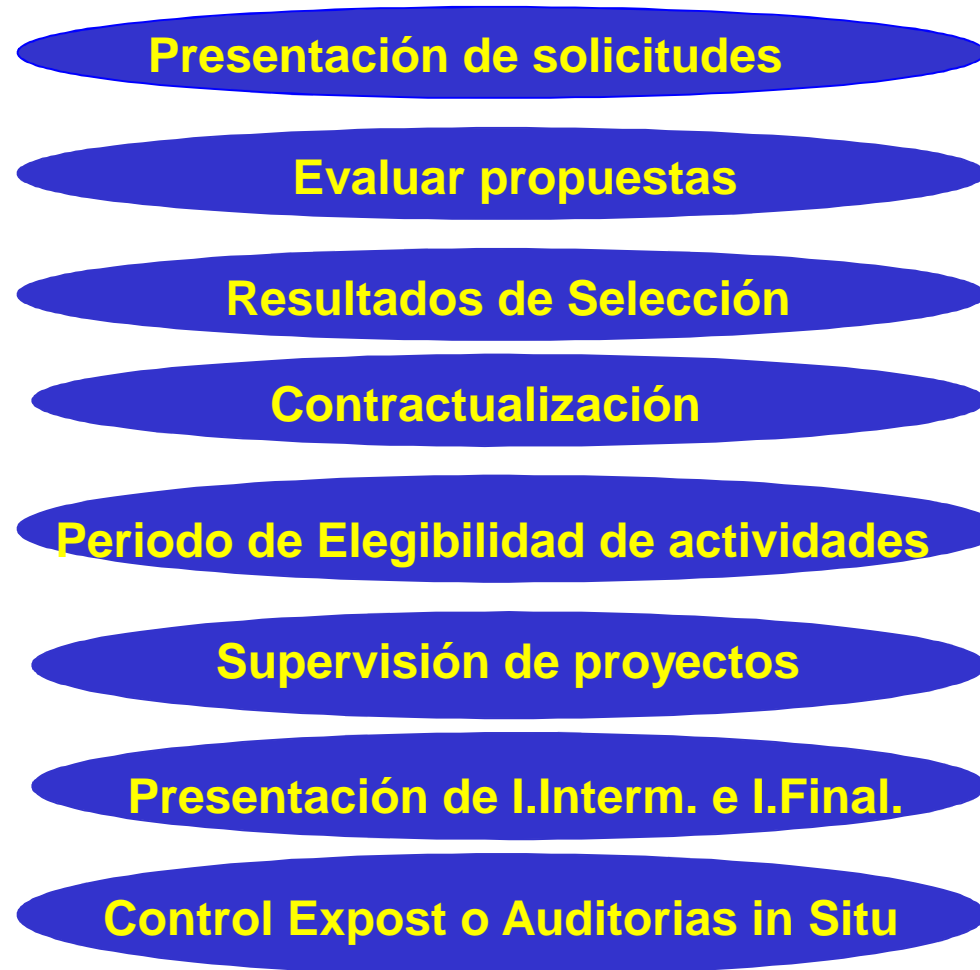 Presentación de solicitudes
Evaluar propuestas
Resultados de Selección
Contractualización
Periodo de Elegibilidad de actividades
Supervisión de proyectos
Presentación de I.Interm. e I.Final.
Control Expost o Auditorias in Situ